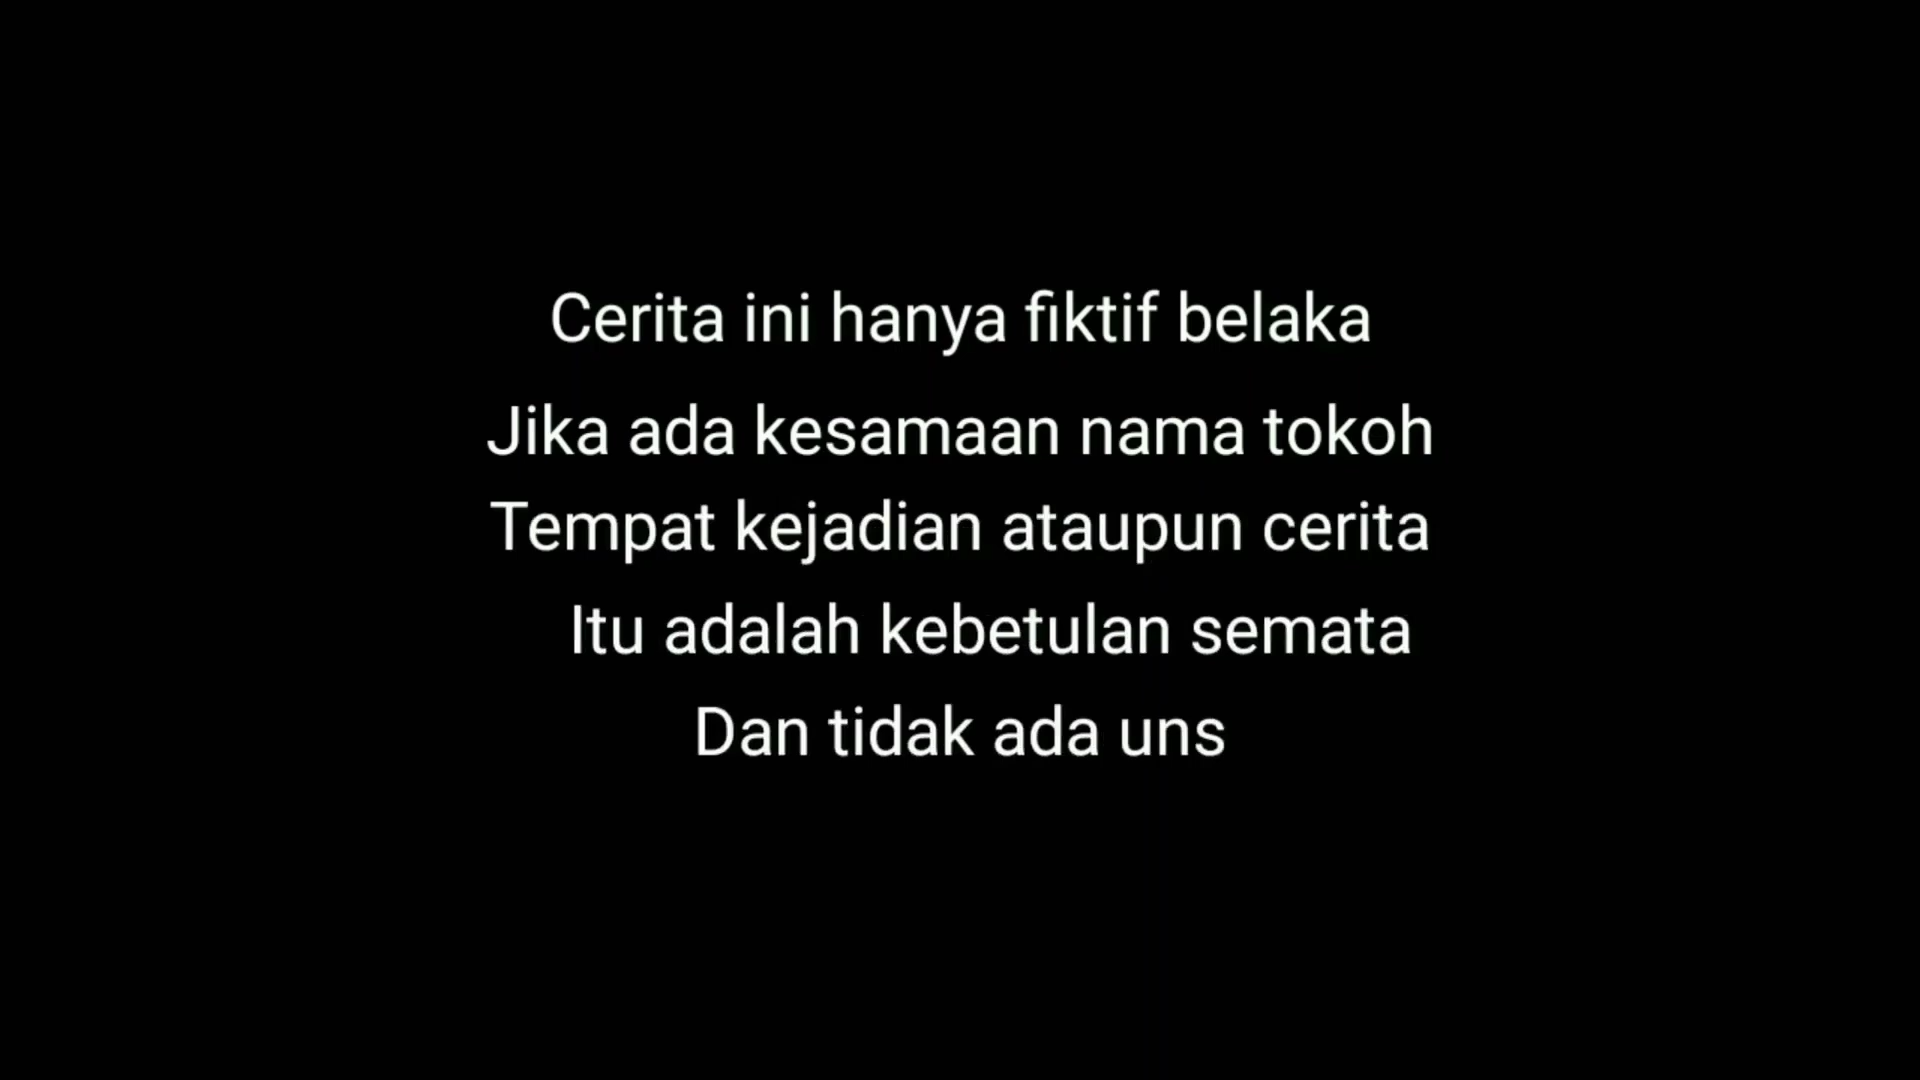 Cerita ini hanya fiktif belaka
Jika ada kesamaan nama tokoh
Tempat kejadian ataupun cerita
Itu adalah kebetulan semata
Dan tidak ada uns